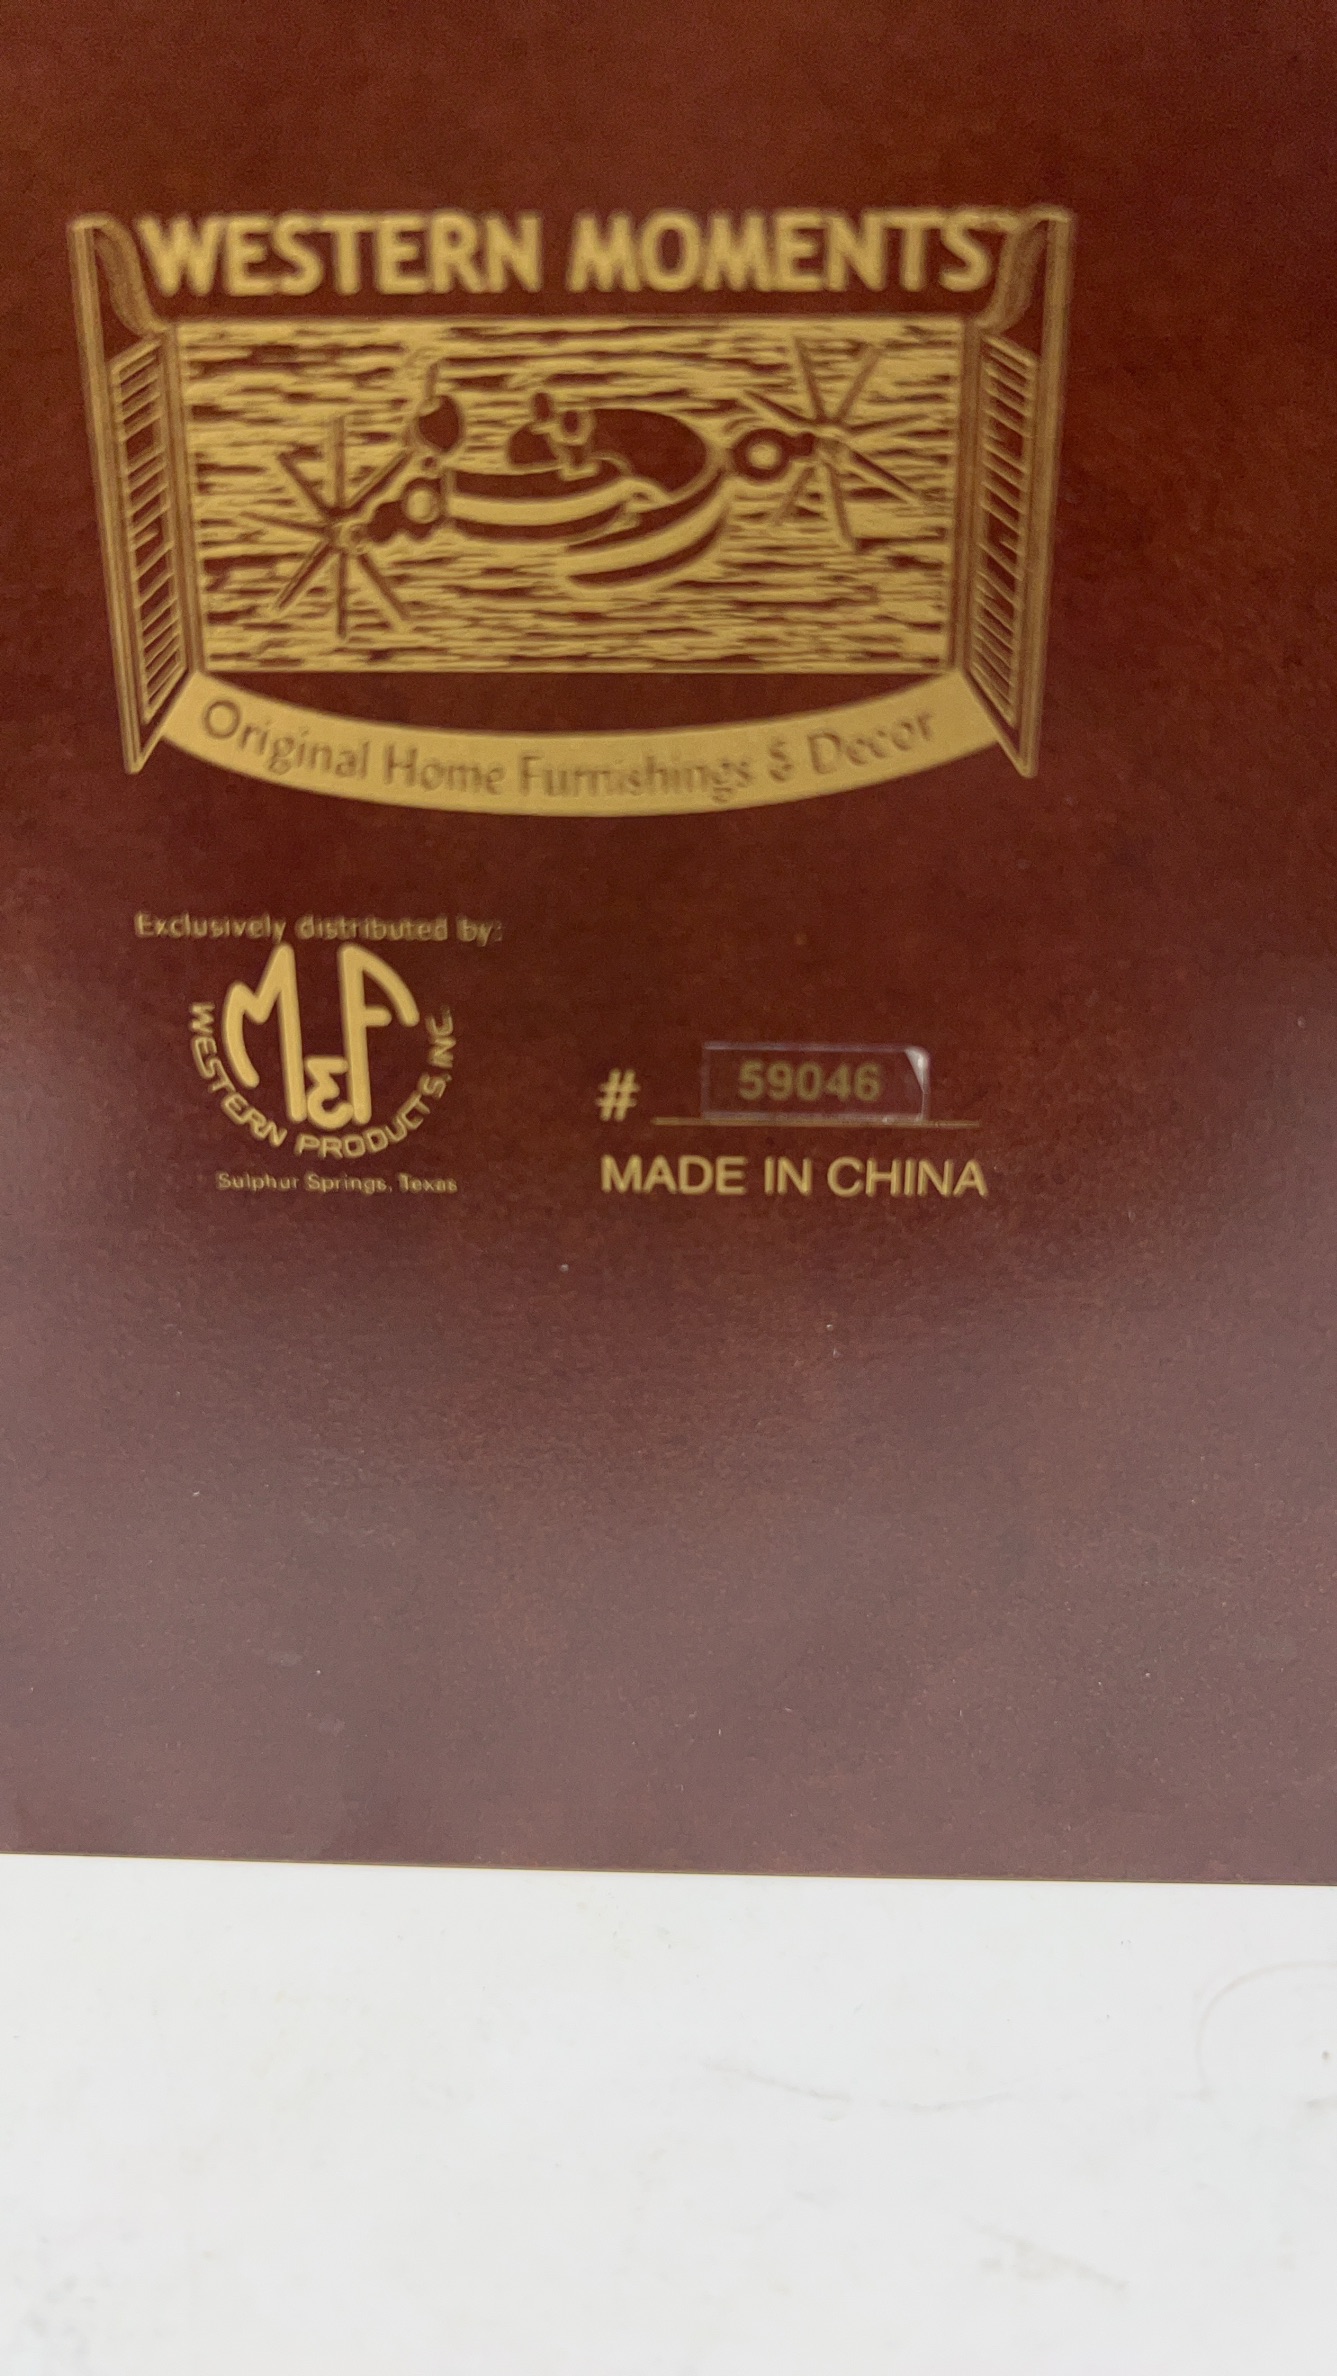 WESTERN MOMENTS
Original Home Furnishings & Decor
Exclusively distributed by:
M&F
WESTERN PRODUCTS, INC.
Sulphur Springs, Texas
# 59046
MADE IN CHINA